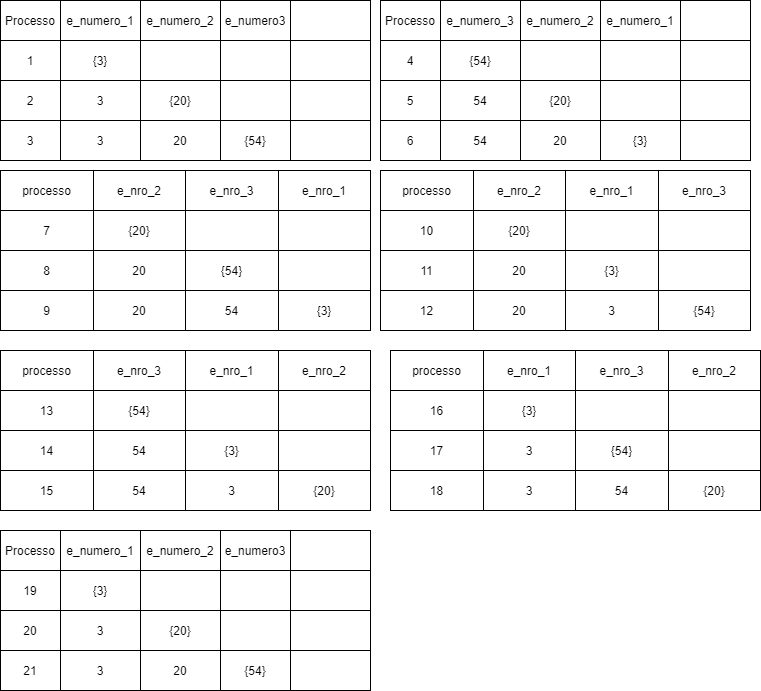 Processo e_numero_1 e_numero_2 e_numero3
1 {3}
2 3 {20}
3 3 20 {54}
Processo e_numero_3 e_numero_2 e_numero_1
4 {54}
5 54 {20}
6 54 20 {3}
processo e_nro_2 e_nro_3 e_nro_1
7 {20}
8 20 {54}
9 20 54 {3}
processo e_nro_2 e_nro_1 e_nro_3
10 {20}
11 20 {3}
12 20 3 {54}
processo e_nro_3 e_nro_1 e_nro_2
13 {54}
14 54 {3}
15 54 3 {20}
processo e_nro_1 e_nro_3 e_nro_2
16 {3}
17 3 {54}
18 3 54 {20}
Processo e_numero_1 e_numero_2 e_numero3
19 {3}
20 3 {20}
21 3 20 {54}